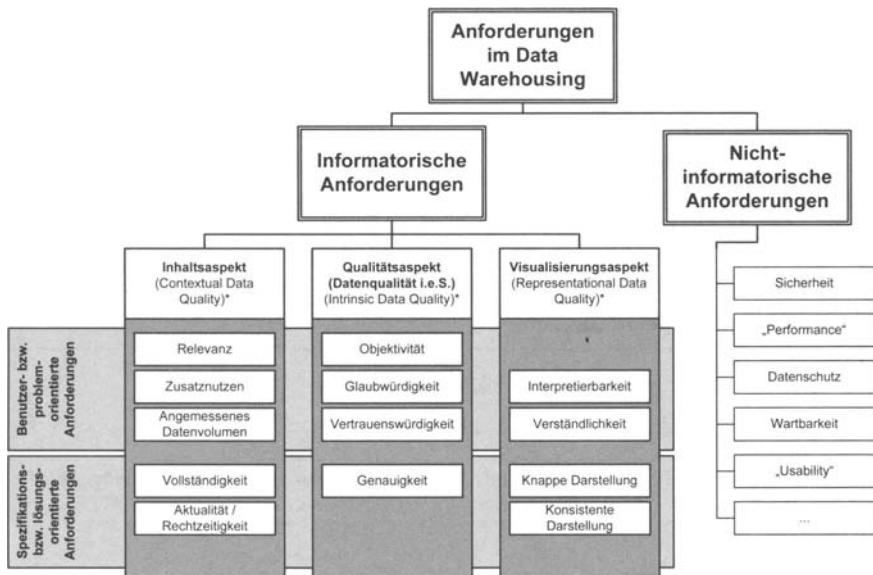 Anforderungen
im Data
Warehousing
Informatorische
Anforderungen
Nicht-
informatorische
Anforderungen
Inhaltsaspekt
(Contextual Data
Quality)*
Qualitätsaspekt
(Datenqualität i.e.S.)
(Intrinsic Data Quality)*
Visualisierungsaspekt
(Representational Data
Quality)*
Benutzer- bzw.
problem-
orientierte
Anforderungen
Relevanz
Zusatznutzen
Angemessenes
Datenvolumen
Objektivität
Glaubwürdigkeit
Vertrauenswürdigkeit
Interpretierbarkeit
Verständlichkeit
Spezifikations-
bzw. lösungs-
orientierte
Anforderungen
Vollständigkeit
Aktualität /
Rechtzeitigkeit
Genauigkeit
Knappe Darstellung
Konsistente
Darstellung
Sicherheit
„Performance“
Datenschutz
Wartbarkeit
„Usability“
...